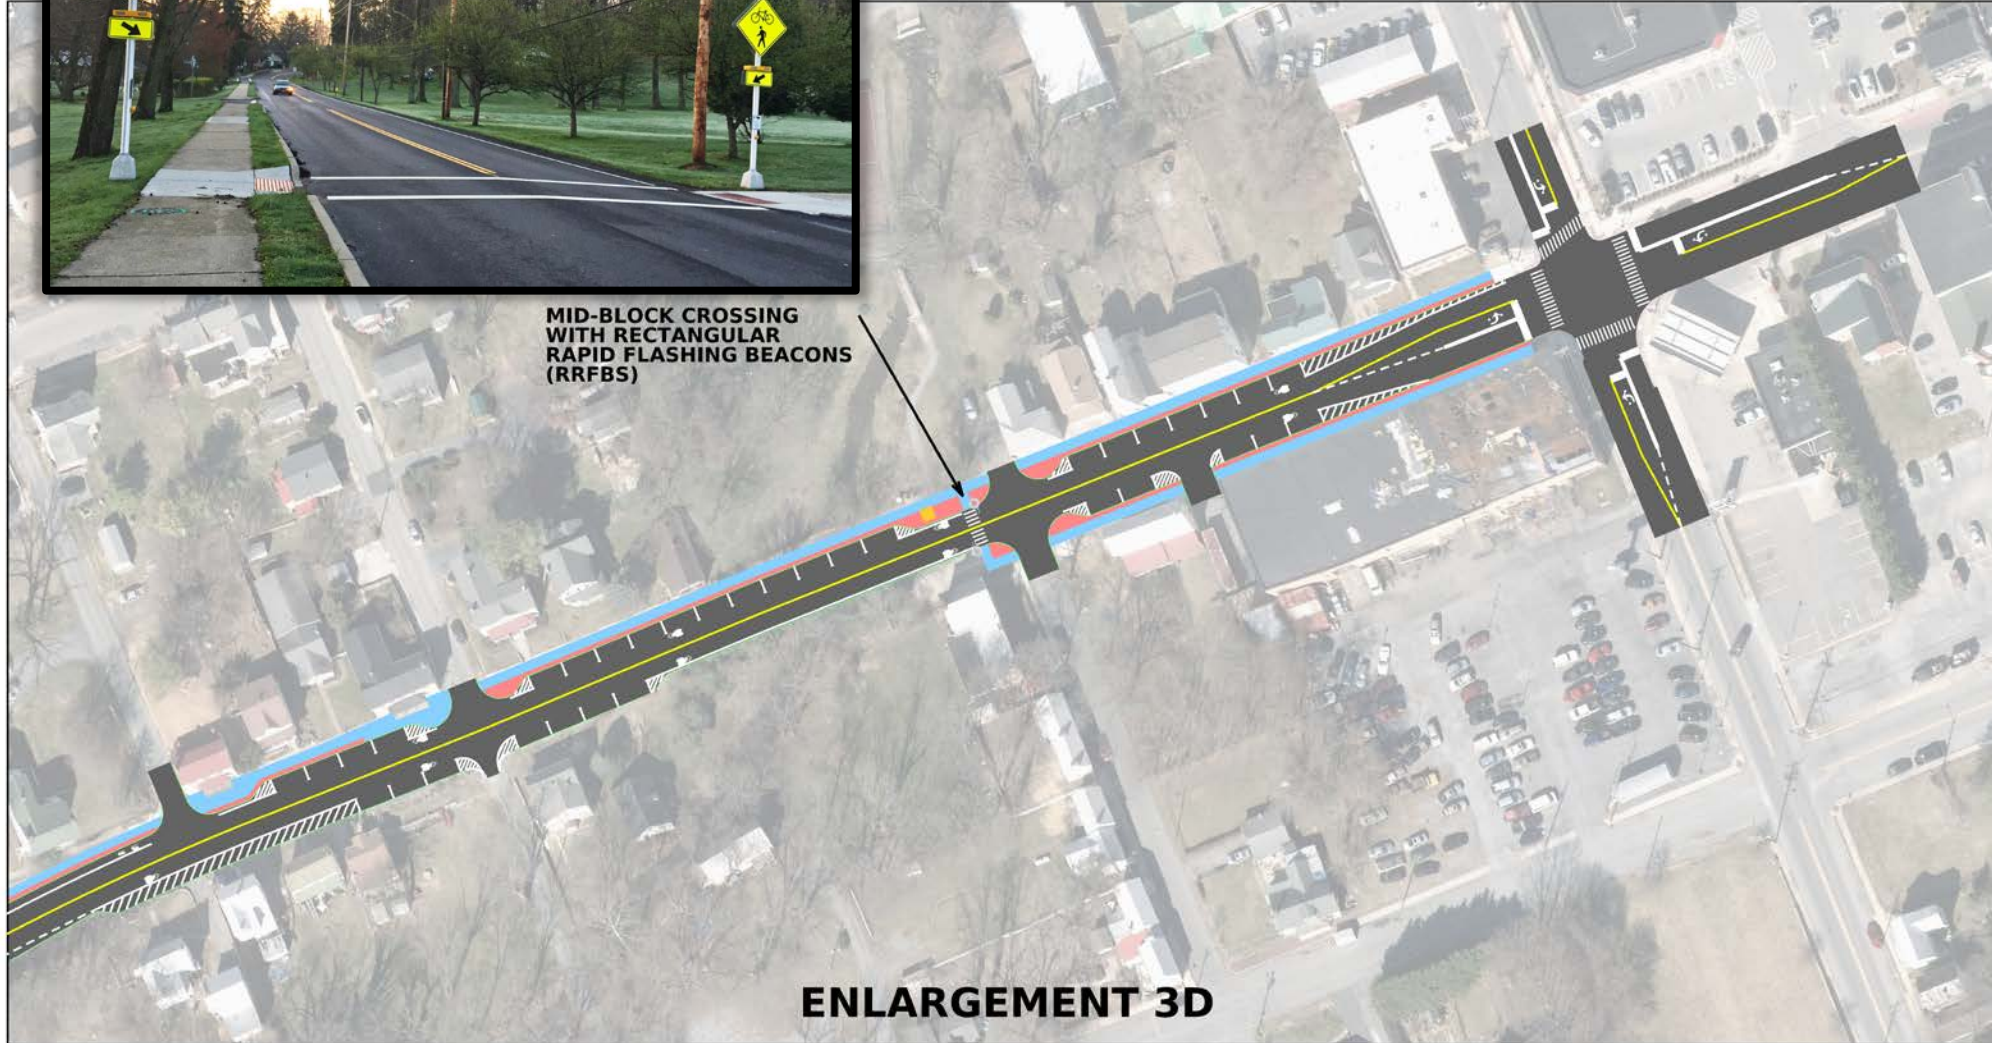 MID-BLOCK CROSSING
WITH RECTANGULAR
RAPID FLASHING BEACONS
(RRFBS)
ENLARGEMENT 3D